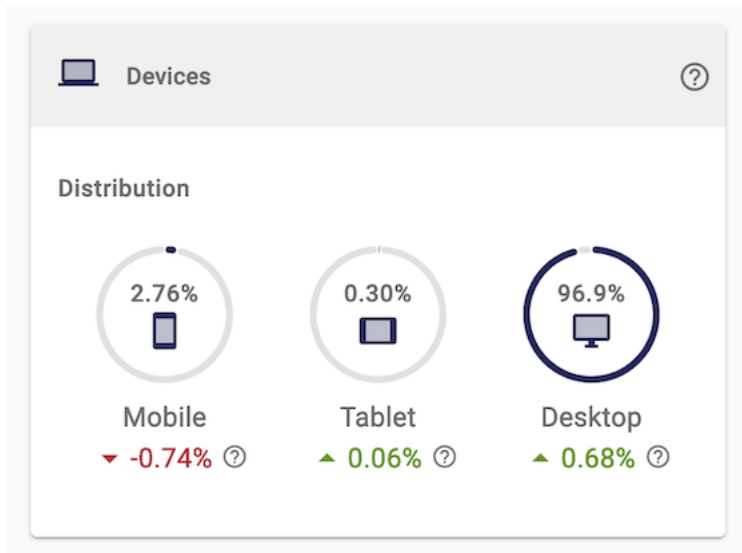 Devices
Distribution
2.76% 0.30% 96.9%
Mobile Tablet Desktop
-0.74% 0.06% 0.68%